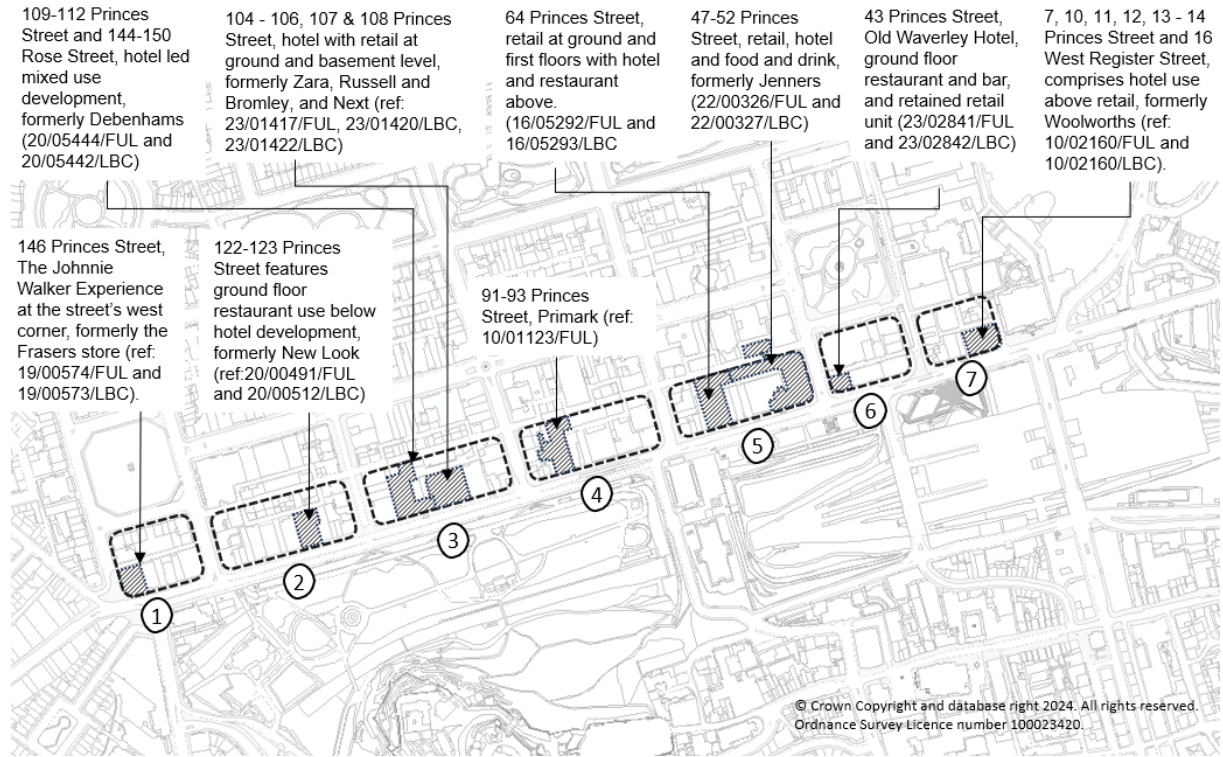 109-112 Princes
Street and 144-150
Rose Street, hotel led
mixed use
development,
formerly Debenhams
(20/05444/FUL and
20/05442/LBC)
104 - 106, 107 & 108 Princes
Street, hotel with retail at
ground and basement level,
formerly Zara, Russell and
Bromley, and Next (ref:
23/01417/FUL, 23/01420/LBC,
23/01422/LBC)
64 Princes Street,
retail at ground and
first floors with hotel
and restaurant
above.
(16/05292/FUL and
16/05293/LBC
47-52 Princes
Street, retail, hotel
and food and drink,
formerly Jenners
(22/00326/FUL and
22/00327/LBC)
43 Princes Street,
Old Waverley Hotel,
ground floor
restaurant and bar,
and retained retail
unit (23/02841/FUL
and 23/02842/LBC)
7, 10, 11, 12, 13 - 14
Princes Street and 16
West Register Street,
comprises hotel use
above retail, formerly
Woolworths (ref:
10/02160/FUL and
10/02160/LBC).
146 Princes Street,
The Johnnie
Walker Experience
at the street's west
corner, formerly the
Frasers store (ref:
19/00574/FUL and
19/00573/LBC).
122-123 Princes
Street features
ground floor
restaurant use below
hotel development,
formerly New Look
(ref:20/00491/FUL
and 20/00512/LBC)
91-93 Princes
Street, Primark (ref:
10/01123/FUL)
1
2
3
4
5
6
7
© Crown Copyright and database right 2024. All rights reserved.
Ordnance Survey Licence number 100023420.